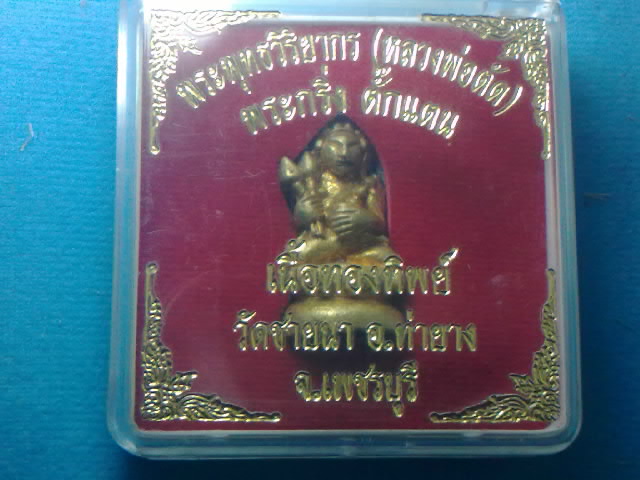 พระพุทธวิริยากร (หลวงพ่อตัด)
พระกริ่ง ตั๊กแตน
เนื้อทองทิพย์
วัดชายนา อ.ท่ายาง
จ.เพชรบุรี